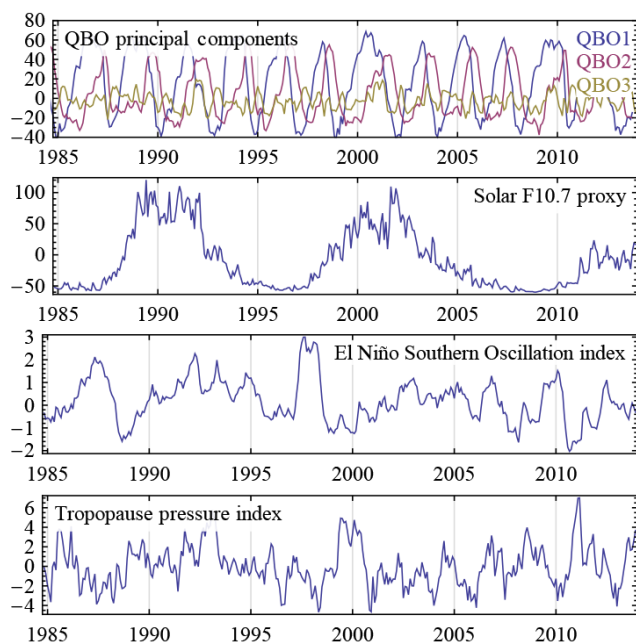 80
60
40
20
0
−20
−40
QBO principal components
QBO1
QBO2
QBO3
1985 1990 1995 2000 2005 2010
100
50
0
−50
Solar F10.7 proxy
1985 1990 1995 2000 2005 2010
3
2
1
0
−1
−2
El Niño Southern Oscillation index
1985 1990 1995 2000 2005 2010
6
4
2
0
−2
−4
Tropopause pressure index
1985 1990 1995 2000 2005 2010